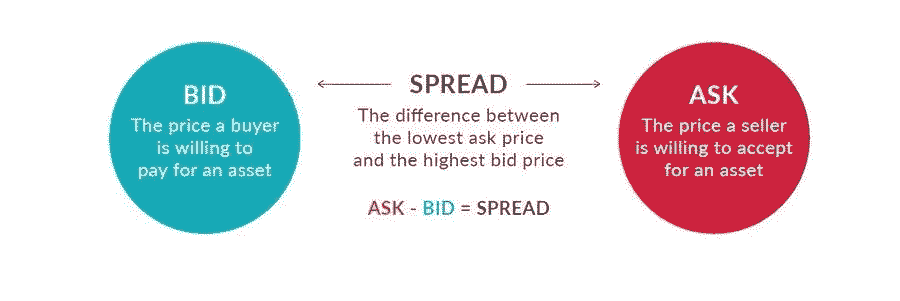 BID
The price a buyer
is willing to
pay for an asset
SPREAD
The difference between
the lowest ask price
and the highest bid price
ASK - BID = SPREAD
ASK
The price a seller
is willing to accept
for an asset